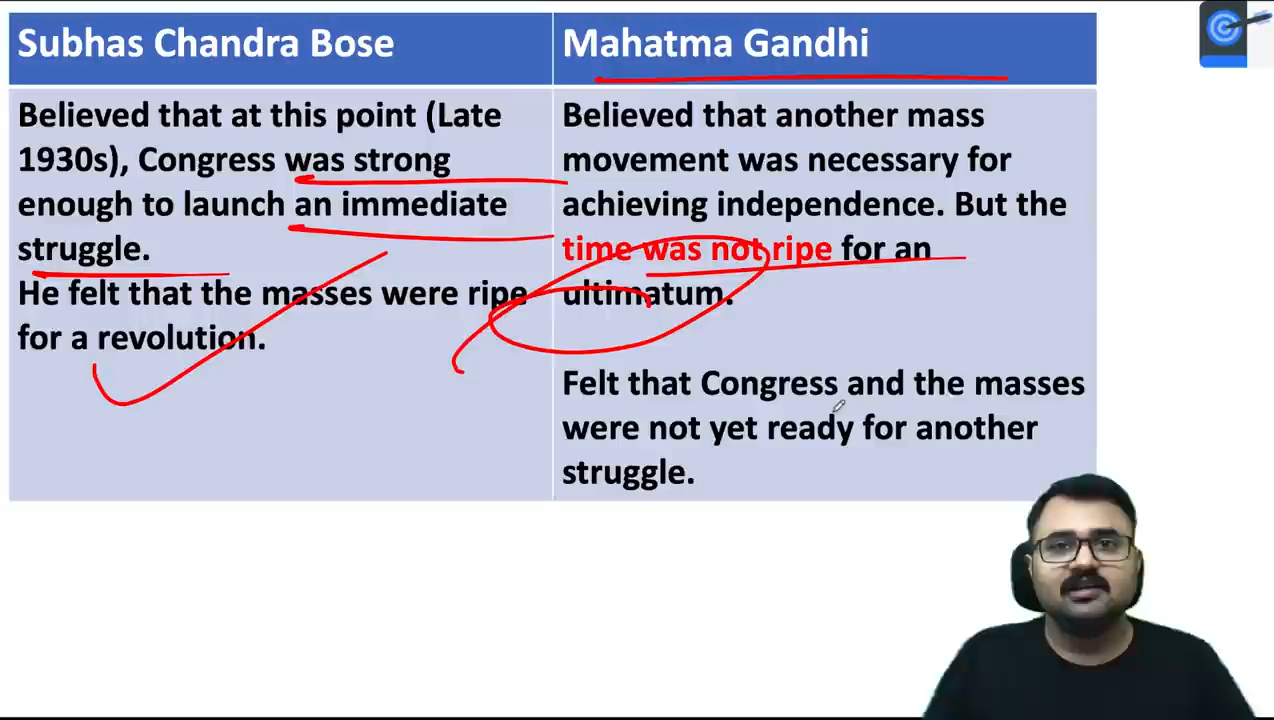 Subhas Chandra Bose
Mahatma Gandhi
Believed that at this point (Late
1930s), Congress was strong
enough to launch an immediate
struggle.
He felt that the masses were ripe
for a revolution.
Believed that another mass
movement was necessary for
achieving independence. But the
time was not ripe for an
ultimatum.
Felt that Congress and the masses
were not yet ready for another
struggle.